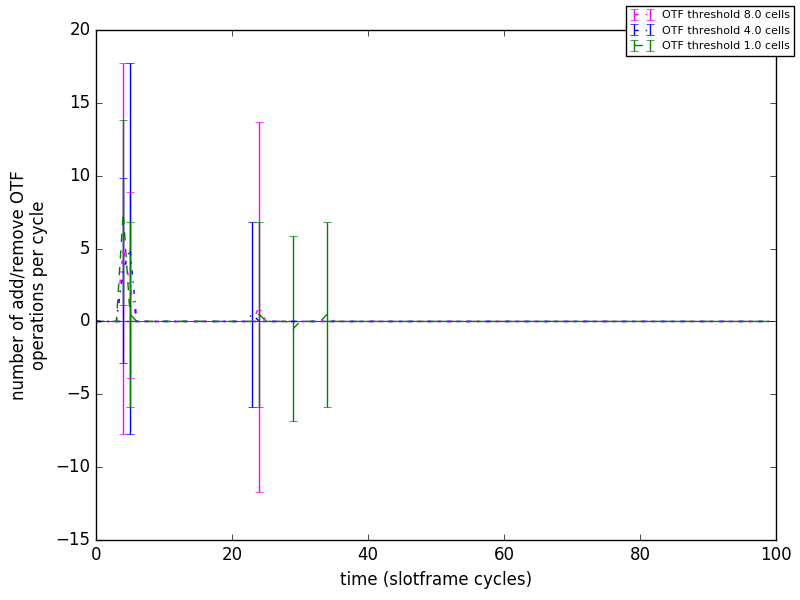 OTF threshold 8.0 cells
OTF threshold 4.0 cells
OTF threshold 1.0 cells
20
15
10
5
0
−5
−10
−15
number of add/remove OTF
operations per cycle
0 20 40 60 80 100
time (slotframe cycles)